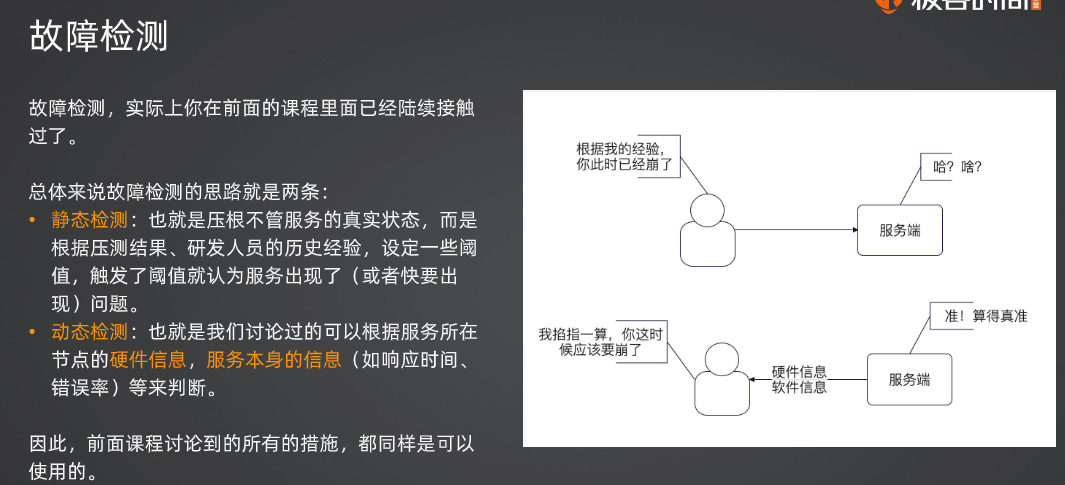 故障检测
故障检测，实际上你在前面的课程里面已经陆续接触
过了。
总体来说故障检测的思路就是两条：
• 静态检测：也就是压根不管服务的真实状态，而是
根据压测结果、研发人员的历史经验，设定一些阈
值，触发了阈值就认为服务出现了（或者快要出
现）问题。
• 动态检测：也就是我们讨论过的可以根据服务所在
节点的硬件信息，服务本身的信息（如响应时间、
错误率）等来判断。
因此，前面课程讨论到的所有的措施，都同样是可以
使用的。
根据我的经验，
你此时已经崩了
哈？啥？
服务端
我掐指一算，你这时
候应该要崩了
准！算得真准
硬件信息
软件信息
服务端